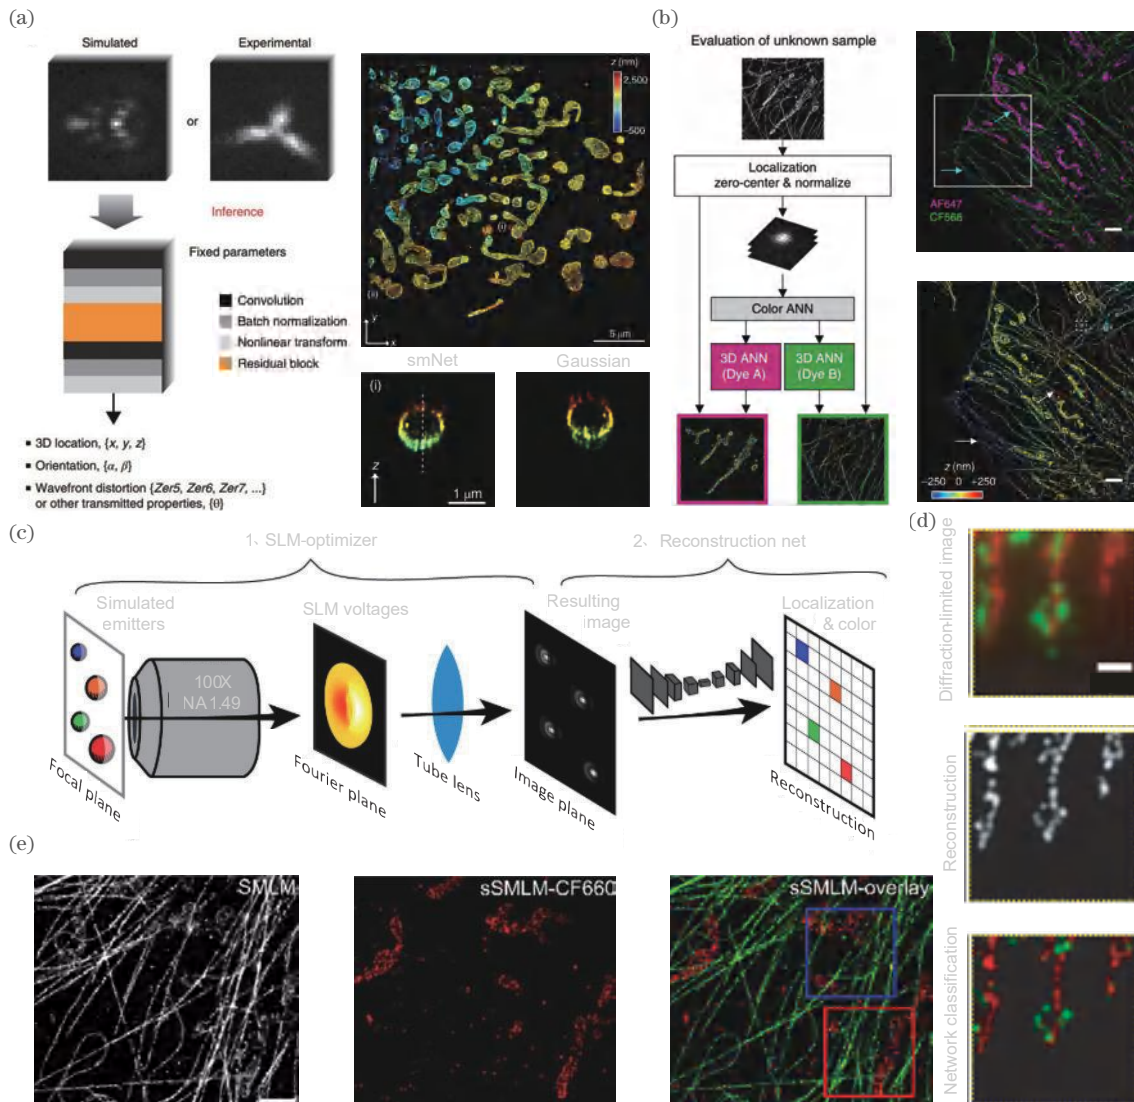 (a)
Simulated
Experimental
or
Inference
Fixed parameters
Convolution
Batch normalization
Nonlinear transform
Residual block
▪ 3D location, {x, y, z}
▪ Orientation, {α, β}
▪ Wavefront distortion {Zer5, Zer6, Zer7, ...}
or other transmitted properties, {θ}
z (nm)
2,500
−500
(i)
(ii)
y
x
5 μm
smNet
Gaussian
(i)
z
1 μm
(b)
Evaluation of unknown sample
Localization
zero-center & normalize
Color ANN
3D ANN
(Dye A)
3D ANN
(Dye B)
AF647
CF568
z (nm)
−250 0 +250
(c)
1、SLM-optimizer
2、Reconstruction net
Simulated
emitters
SLM voltages
Resulting
image
Localization
& color
100X
NA1.49
Focal plane
Fourier plane
Tube lens
Image plane
Reconstruction
(d)
Diffraction-limited image
Reconstruction
Network classification
(e)
SMLM
sSMLM-CF660
sSMLM-overlay